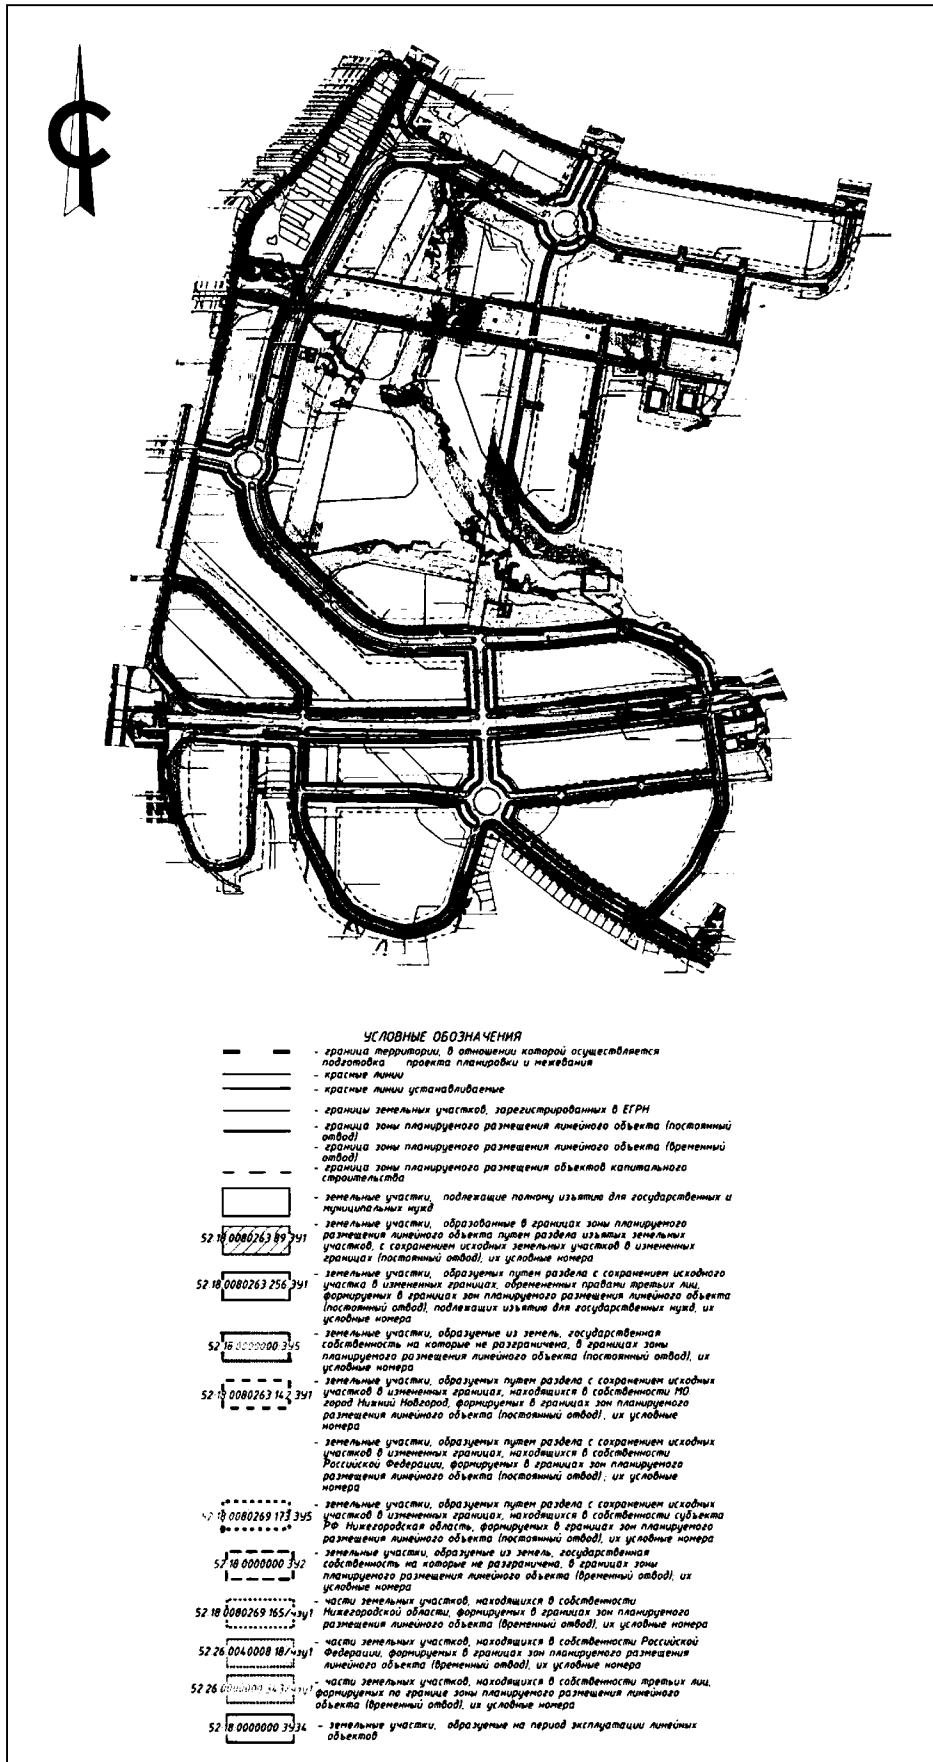 С
УСЛОВНЫЕ ОБОЗНАЧЕНИЯ
- граница территории, в отношении которой осуществляется
подготовка проекта планировки и межевания
- красные линии
- красные линии устанавливаемые
- границы земельных участков, зарегистрированных в ЕГРН
- граница зоны планируемого размещения линейного объекта (постоянный
отвод)
- граница зоны планируемого размещения линейного объекта (временный
отвод)
- граница зоны планируемого размещения объектов капитального
строительства
- земельные участки, подлежащие полному изъятию для государственных и
муниципальных нужд
- земельные участки, образованные в границах зоны планируемого
размещения линейного объекта путем раздела изъятых земельных
52 18 0080263 89 ЗУ1
участков, с сохранением исходных земельных участков в измененных
границах (постоянный отвод), их условные номера
- земельные участки, образуемых путем раздела с сохранением исходного
52 18 0080263 256 ЗУ1
участка в измененных границах, обремененных правами третьих лиц,
формируемых в границах зон планируемого размещения линейного объекта
(постоянный отвод), подлежащих изъятию для государственных нужд, их
условные номера
- земельные участки, образуемые из земель, государственная
52 18 0000000 ЗУ5
собственность на которые не разграничена, в границах зоны
планируемого размещения линейного объекта (постоянный отвод), их
условные номера
- земельные участки, образуемых путем раздела с сохранением исходных
52 18 0080263 142 ЗУ1
участков в измененных границах, находящихся в собственности МО
город Нижний Новгород, формируемых в границах зон планируемого
размещения линейного объекта (постоянный отвод), их условные
номера
- земельные участки, образуемых путем раздела с сохранением исходных
участков в измененных границах, находящихся в собственности
Российской Федерации, формируемых в границах зон планируемого
размещения линейного объекта (постоянный отвод); их условные
номера
- земельные участки, образуемых путем раздела с сохранением исходных
52 18 0080269 173 ЗУ5
участков в измененных границах, находящихся в собственности субъекта
РФ Нижегородская область, формируемых в границах зон планируемого
размещения линейного объекта (постоянный отвод), их условные номера
- земельные участки, образуемые из земель, государственная
52 18 0000000 ЗУ2
собственность на которые не разграничена, в границах зоны
планируемого размещения линейного объекта (временный отвод), их
условные номера
- части земельных участков, находящихся в собственности
52 18 0080269 165/чзу1
Нижегородской области, формируемых в границах зон планируемого
размещения линейного объекта (временный отвод), их условные номера
- части земельных участков, находящихся в собственности Российской
52 26 0040008 18/чзу1
Федерации, формируемых в границах зон планируемого размещения
линейного объекта (временный отвод), их условные номера
- части земельных участков, находящихся в собственности третьих лиц,
52 26
формируемых по границе зоны планируемого размещения линейного
объекта (временный отвод), их условные номера
52 18 0000000 ЗУ34
- земельные участки, образуемые на период эксплуатации линейных
объектов